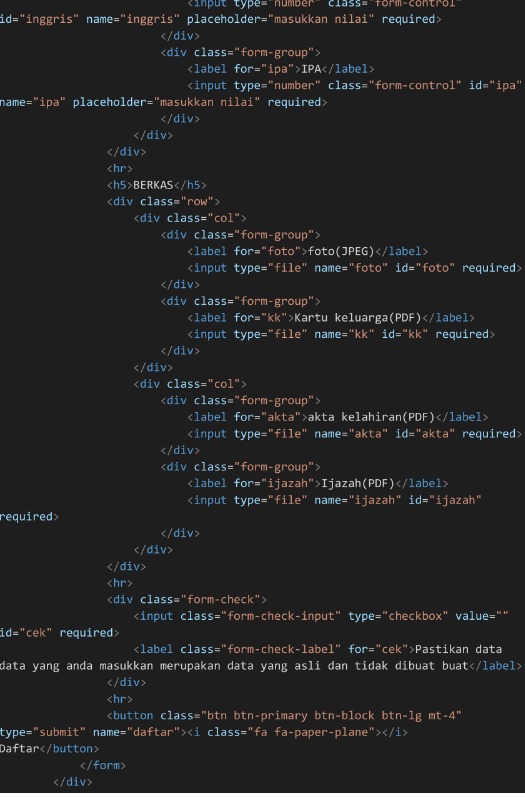 <input type="number" class="form-control"
id="inggris" name="inggris" placeholder="masukkan nilai" required>
</div>
<div class="form-group">
<label for="ipa">IPA</label>
<input type="number" class="form-control" id="ipa"
name="ipa" placeholder="masukkan nilai" required>
</div>
</div>
</div>
<hr>
<h5>BERKAS</h5>
<div class="row">
<div class="col">
<div class="form-group">
<label for="foto">foto(JPEG)</label>
<input type="file" name="foto" id="foto" required>
</div>
<div class="form-group">
<label for="kk">Kartu keluarga(PDF)</label>
<input type="file" name="kk" id="kk" required>
</div>
</div>
<div class="col">
<div class="form-group">
<label for="akta">akta kelahiran(PDF)</label>
<input type="file" name="akta" id="akta" required>
</div>
<div class="form-group">
<label for="ijazah">Ijazah(PDF)</label>
<input type="file" name="ijazah" id="ijazah"
required>
</div>
</div>
</div>
<hr>
<div class="form-check">
<input class="form-check-input" type="checkbox" value=""
id="cek" required>
<label class="form-check-label" for="cek">Pastikan data
data yang anda masukkan merupakan data yang asli dan tidak dibuat buat</label>
</div>
<hr>
<button class="btn btn-primary btn-block btn-lg mt-4"
type="submit" name="daftar"><i class="fa fa-paper-plane"></i>
Daftar</button>
</form>
</div>